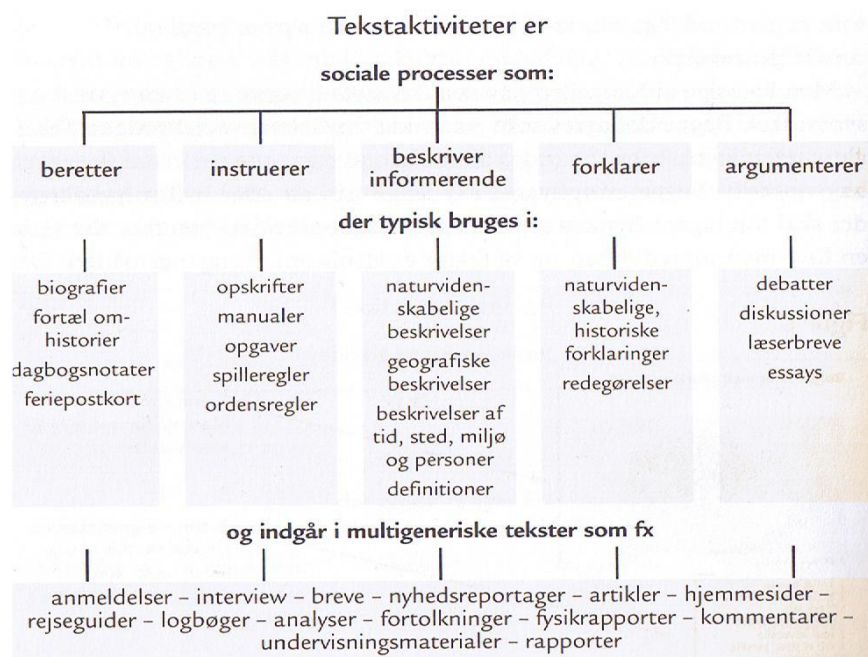 Tekstaktiviteter er
sociale processer som:
beretter
instruerer
beskriver
informerende
forklarer
argumenterer
der typisk bruges i:
biografier
fortæl om-
historier
dagbogsnotater
feriepostkort
opskrifter
manualer
opgaver
spilleregler
ordensregler
naturviden-
skabelige
beskrivelser
geografiske
beskrivelser
beskrivelser af
tid, sted, miljø
og personer
definitioner
naturviden-
skabelige,
historiske
forklaringer
redegørelser
debatter
diskussioner
læserbreve
essays
og indgår i multigeneriske tekster som fx
anmeldelser – interview – breve – nyhedsreportager – artikler – hjemmesider –
rejseguider – logbøger – analyser – fortolkninger – fysikrapporter – kommentarer –
undervisningsmaterialer – rapporter